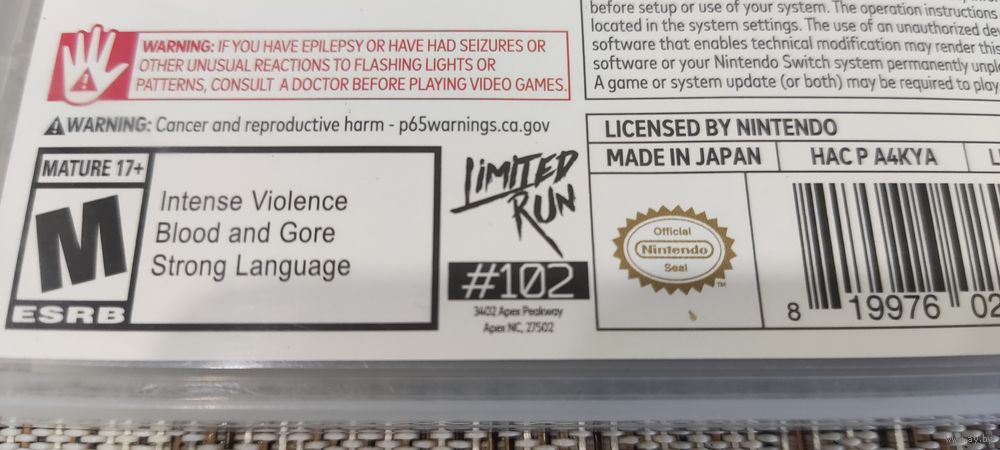 before setup or use of your system. The operation instructions
located in the system settings. The use of an unauthorized de
software that enables technical modification may render this
software or your Nintendo Switch system permanently unpl
A game or system update (or both) may be required to play
WARNING: IF YOU HAVE EPILEPSY OR HAVE HAD SEIZURES OR
OTHER UNUSUAL REACTIONS TO FLASHING LIGHTS OR
PATTERNS, CONSULT A DOCTOR BEFORE PLAYING VIDEO GAMES.
WARNING: Cancer and reproductive harm - p65warnings.ca.gov
MATURE 17+
M
ESRB
Intense Violence
Blood and Gore
Strong Language
LIMITED
RUN
#102
3402 Apex Peakway
Apex NC, 27502
LICENSED BY NINTENDO
MADE IN JAPAN
HAC P A4KYA
Official
Nintendo
Seal
TM
8 19976 02